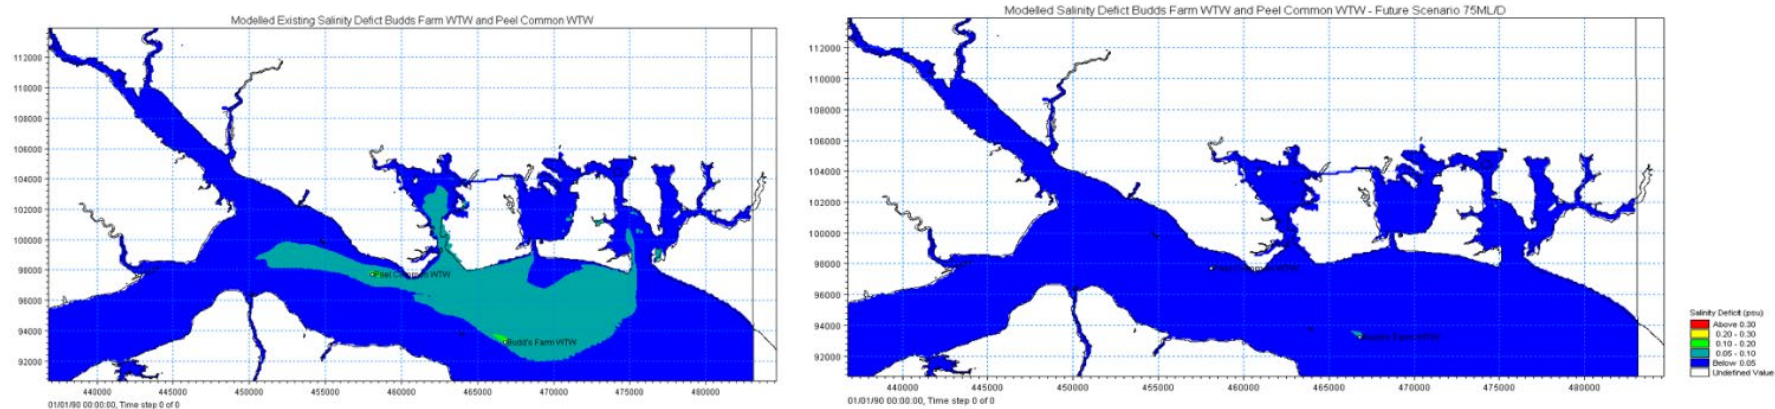 Modelled Existing Salinity Defict Budds Farm WTW and Peel Common WTW
112000
110000
108000
106000
104000
102000
100000
98000
96000
94000
92000
Peel Common WTW
Budd's Farm WTW
440000 445000 450000 455000 460000 465000 470000 475000 480000
01/01/90 00:00:00, Time step 0 of 0
Modelled Salinity Defict Budds Farm WTW and Peel Common WTW - Future Scenario 75ML/D
112000
110000
108000
106000
104000
102000
100000
98000
96000
94000
92000
Peel Common WTW
Budd's Farm WTW
440000 445000 450000 455000 460000 465000 470000 475000 480000
01/01/90 00:00:00, Time step 0 of 0
Salinity Deficit (psu)
Above 0.30
0.20 - 0.30
0.10 - 0.20
0.05 - 0.10
Below 0.05
Undefined Value